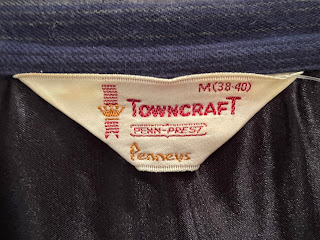 M(38-40)
TOWNCRAFT
PENN-PREST
Penneys